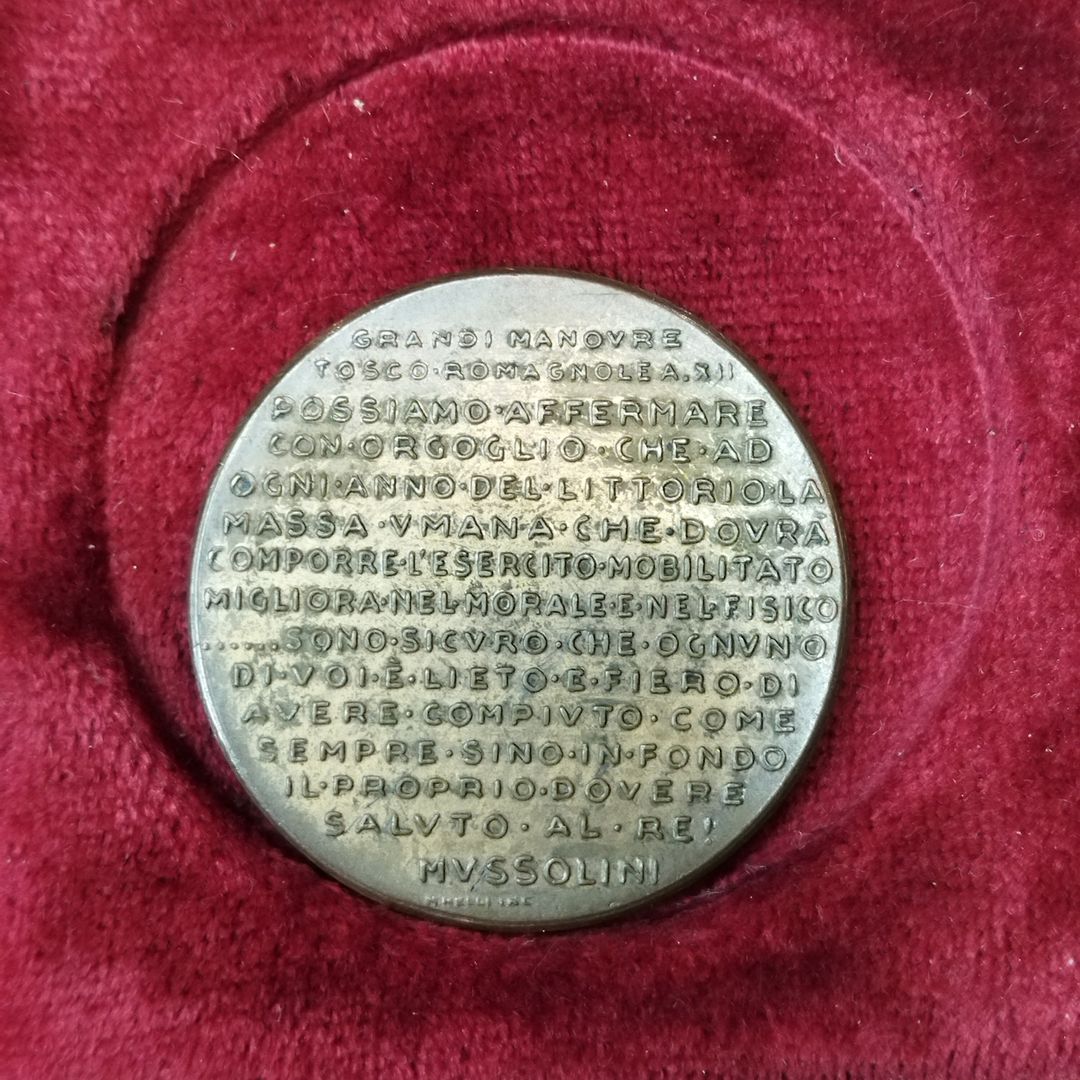 GRANDI MANOVRE
TOSCO·ROMAGNOLE A.XII
POSSIAMO·AFFERMARE
CON·ORGOGLIO·CHE·AD
OGNI·ANNO·DEL·LITTORIO·LA
MASSA·VMANA·CHE·DOVRÀ
COMPORRE·L'ESERCITO·MOBILITATO
MIGLIORA·NEL·MORALE·E·NEL·FISICO
......SONO·SICVRO·CHE·OGNVNO
DI·VOI·È·LIETO·E·FIERO·DI
AVERE·COMPIVTO·COME
SEMPRE·SINO·IN·FONDO
IL·PROPRIO·DOVERE
SALVTO·AL·RE!
MVSSOLINI